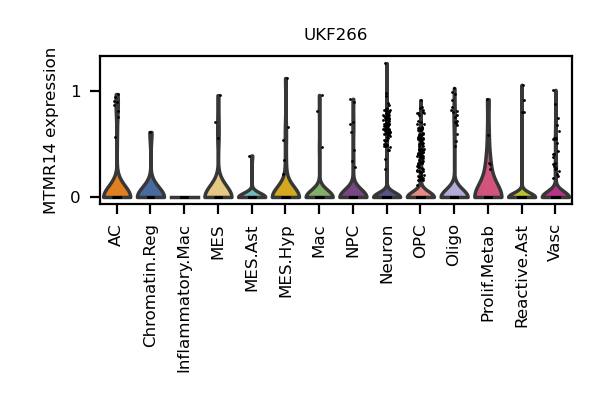 UKF266
MTMR14 expression
1
0
AC
Chromatin.Reg
Inflammatory.Mac
MES
MES.Ast
MES.Hyp
Mac
NPC
Neuron
OPC
Oligo
Prolif.Metab
Reactive.Ast
Vasc